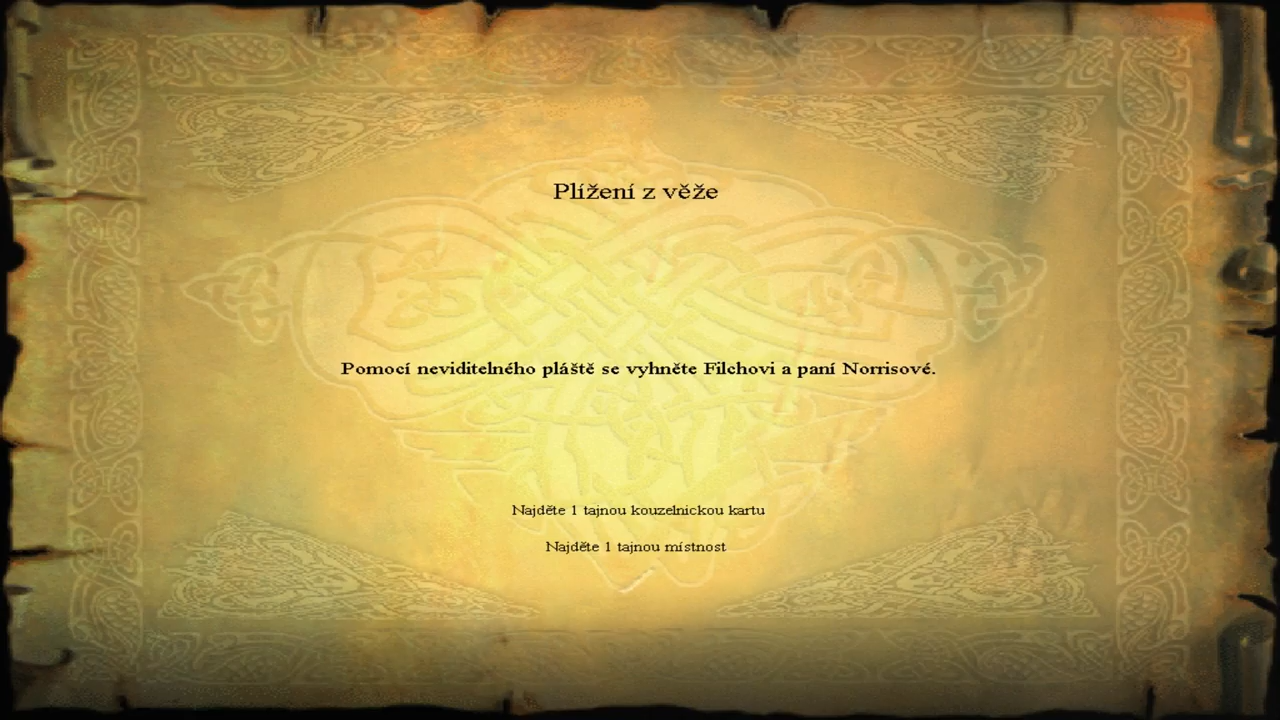 Plížení z věže
Pomocí neviditelného pláště se vyhněte Filchovi a paní Norrisové.
Najděte 1 tajnou kouzelnickou kartu
Najděte 1 tajnou místnost